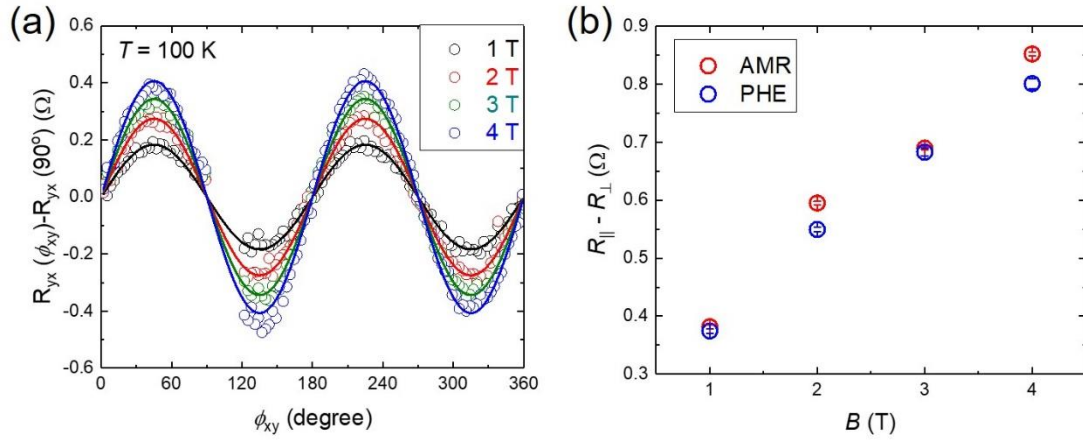 (a)
T = 100 K
1 T
2 T
3 T
4 T
R_yx (ϕ_xy)-R_yx (90°) (Ω)
0.6
0.4
0.2
0.0
-0.2
-0.4
-0.6
0 60 120 180 240 300 360
ϕ_xy (degree)
(b)
AMR
PHE
R_|| - R_⊥ (Ω)
0.9
0.8
0.7
0.6
0.5
0.4
0.3
1 2 3 4
B (T)